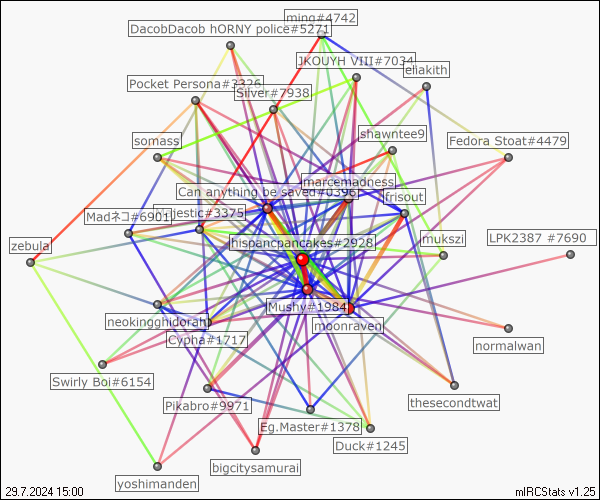 ming#4742
DacobDacob hORNY police#5271
JKOUYH VIII#7034
eliakith
Pocket Persona#3326
Silver#7938
shawntee9
somass
Fedora Stoat#4479
marcemadness
Can anything be saved#0396
frisout
Madネコ#6901
jestic#3375
zebula
hispancpancakes#2928
mukszi
LPK2387 #7690
Mushy#1984
neokingghidorah
moonraven
Cypha#1717
normalwan
Swirly Boi#6154
thesecondtwat
Pikabro#9971
Eg.Master#1378
Duck#1245
bigcitysamurai
yoshimanden
29.7.2024 15:00
mIRCStats v1.25